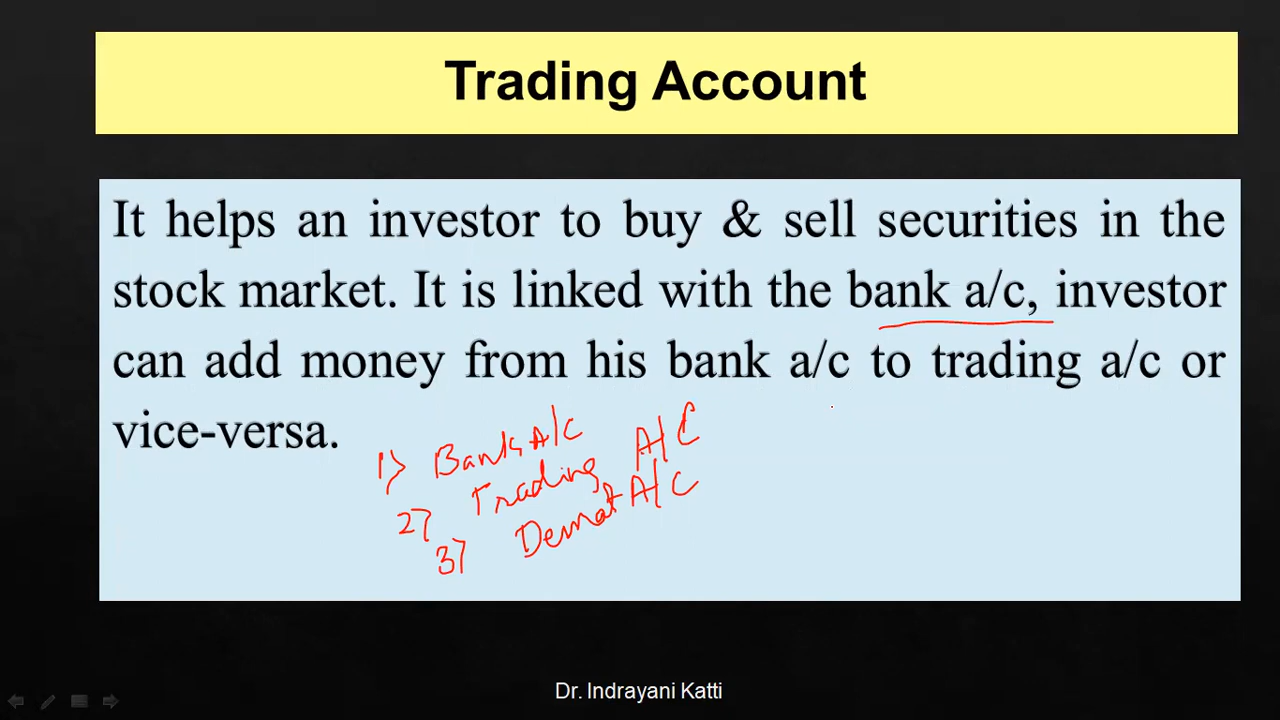 Trading Account
It helps an investor to buy & sell securities in the
stock market. It is linked with the bank a/c, investor
can add money from his bank a/c to trading a/c or
vice-versa.
1) Bank A/c
2) Trading A/C
3) Demat A/C
Dr. Indrayani Katti